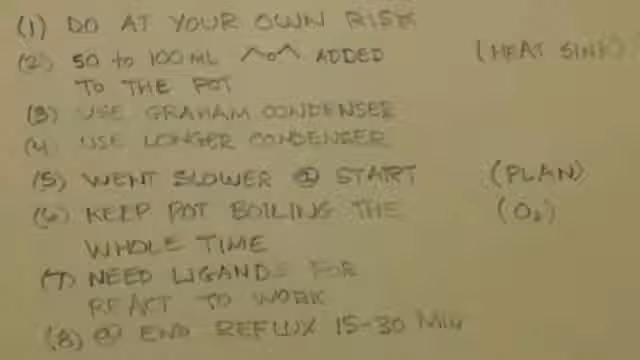 (1) DO AT YOUR OWN RISK
(2) 50 to 100 ML ^o^ ADDED (HEAT SINK)
TO THE POT
(3) USE GRAHAM CONDENSER
(4) USE LONGER CONDENSER
(5) WENT SLOWER @ START (PLAN)
(6) KEEP POT BOILING THE (O₂)
WHOLE TIME
(7) NEED LIGANDS FOR
REACT TO WORK
(8) @ END REFLUX 15-30 MIN